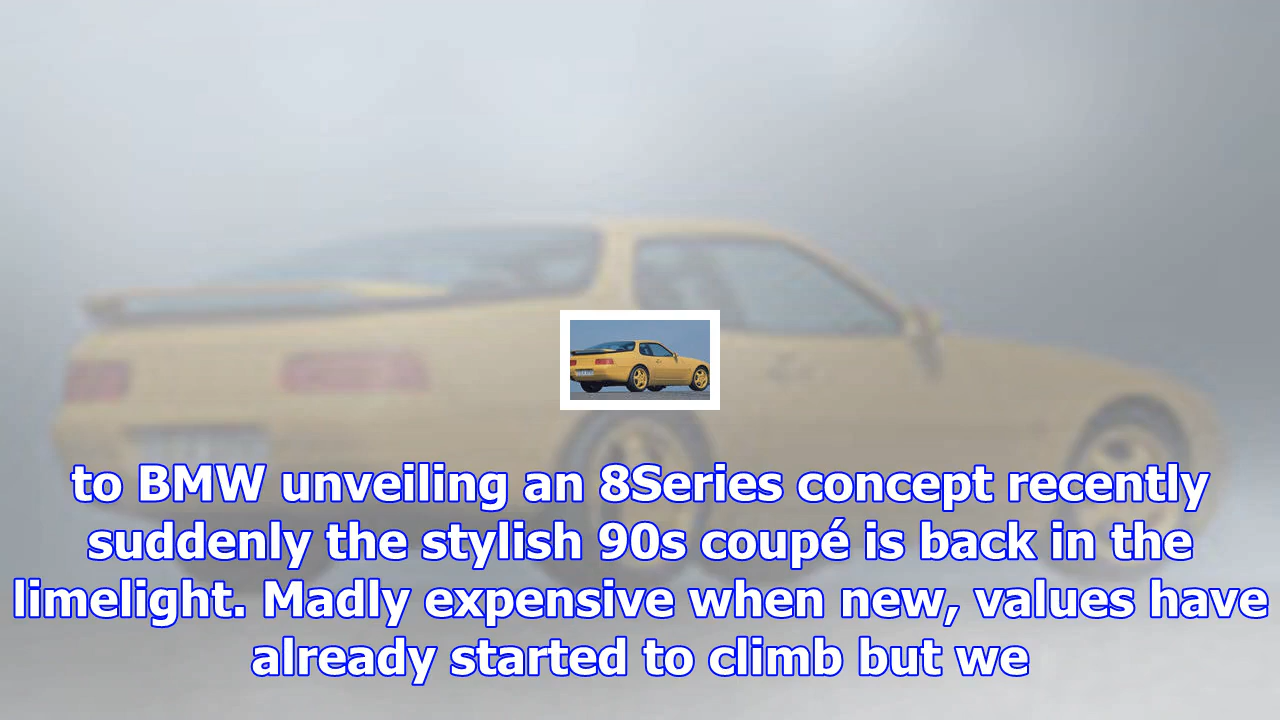 to BMW unveiling an 8Series concept recently
suddenly the stylish 90s coupé is back in the
limelight. Madly expensive when new, values have
already started to climb but we